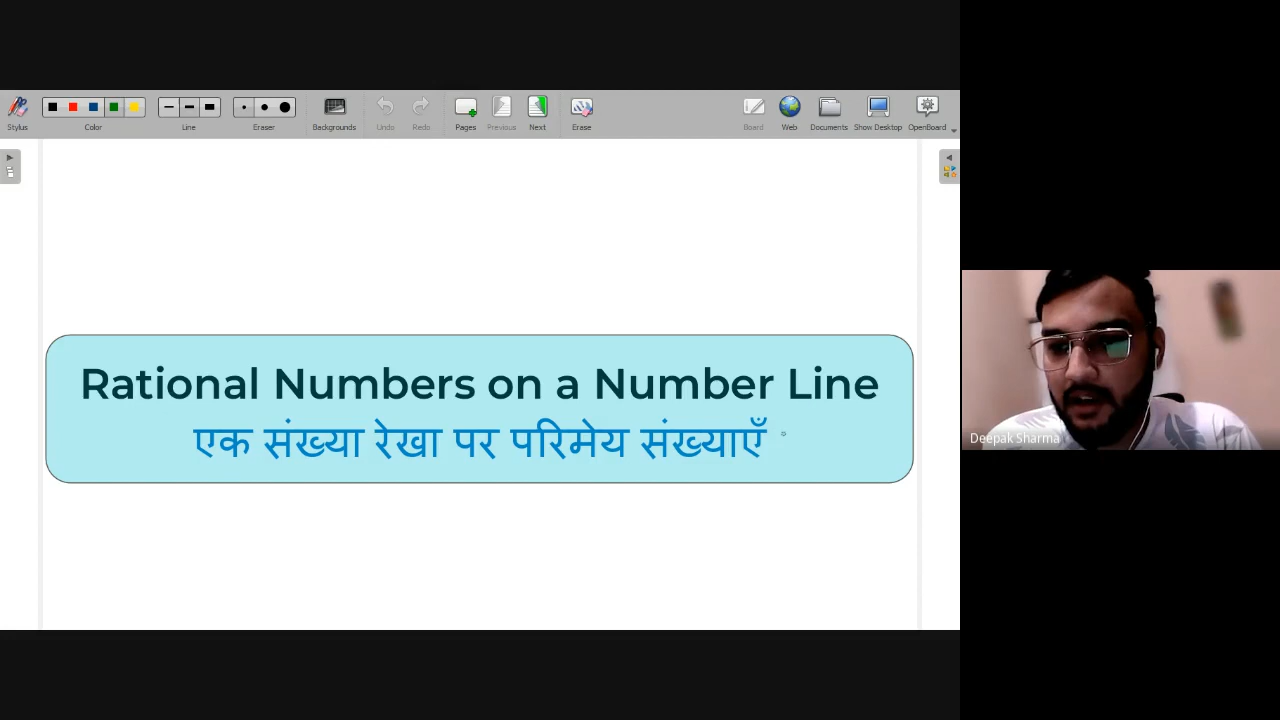 Stylus
Color
Line
Eraser
Backgrounds
Undo
Redo
Pages
Previous
Next
Erase
Board
Web
Documents
Show Desktop
OpenBoard
Rational Numbers on a Number Line
एक संख्या रेखा पर परिमेय संख्याएँ
Deepak Sharma